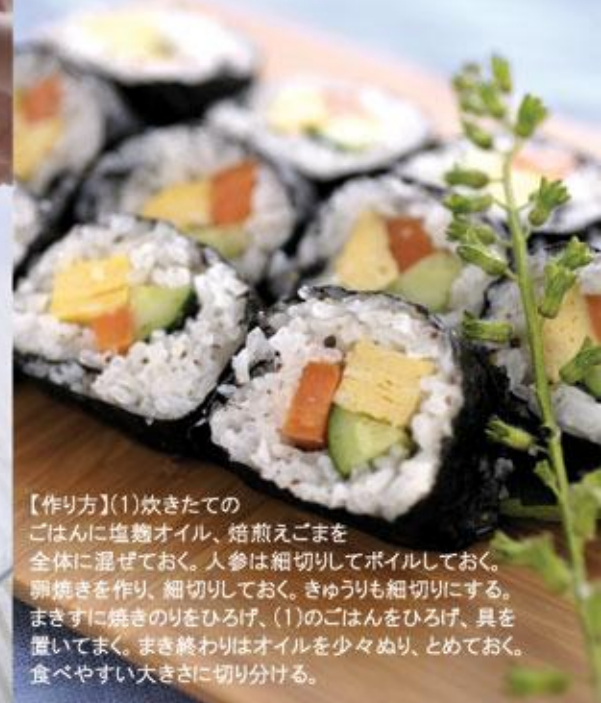 【作り方】(1)炊きたての
ごはんに塩麹オイル、焙煎えごまを
全体に混ぜておく。人参は細切りしてボイルしておく。
卵焼きを作り、細切りしておく。きゅうりも細切りにする。
まきすに焼きのりをひろげ、(1)のごはんをひろげ、具を
置いてまく。まき終わりはオイルを少々ぬり、とめておく。
食べやすい大きさに切り分ける。